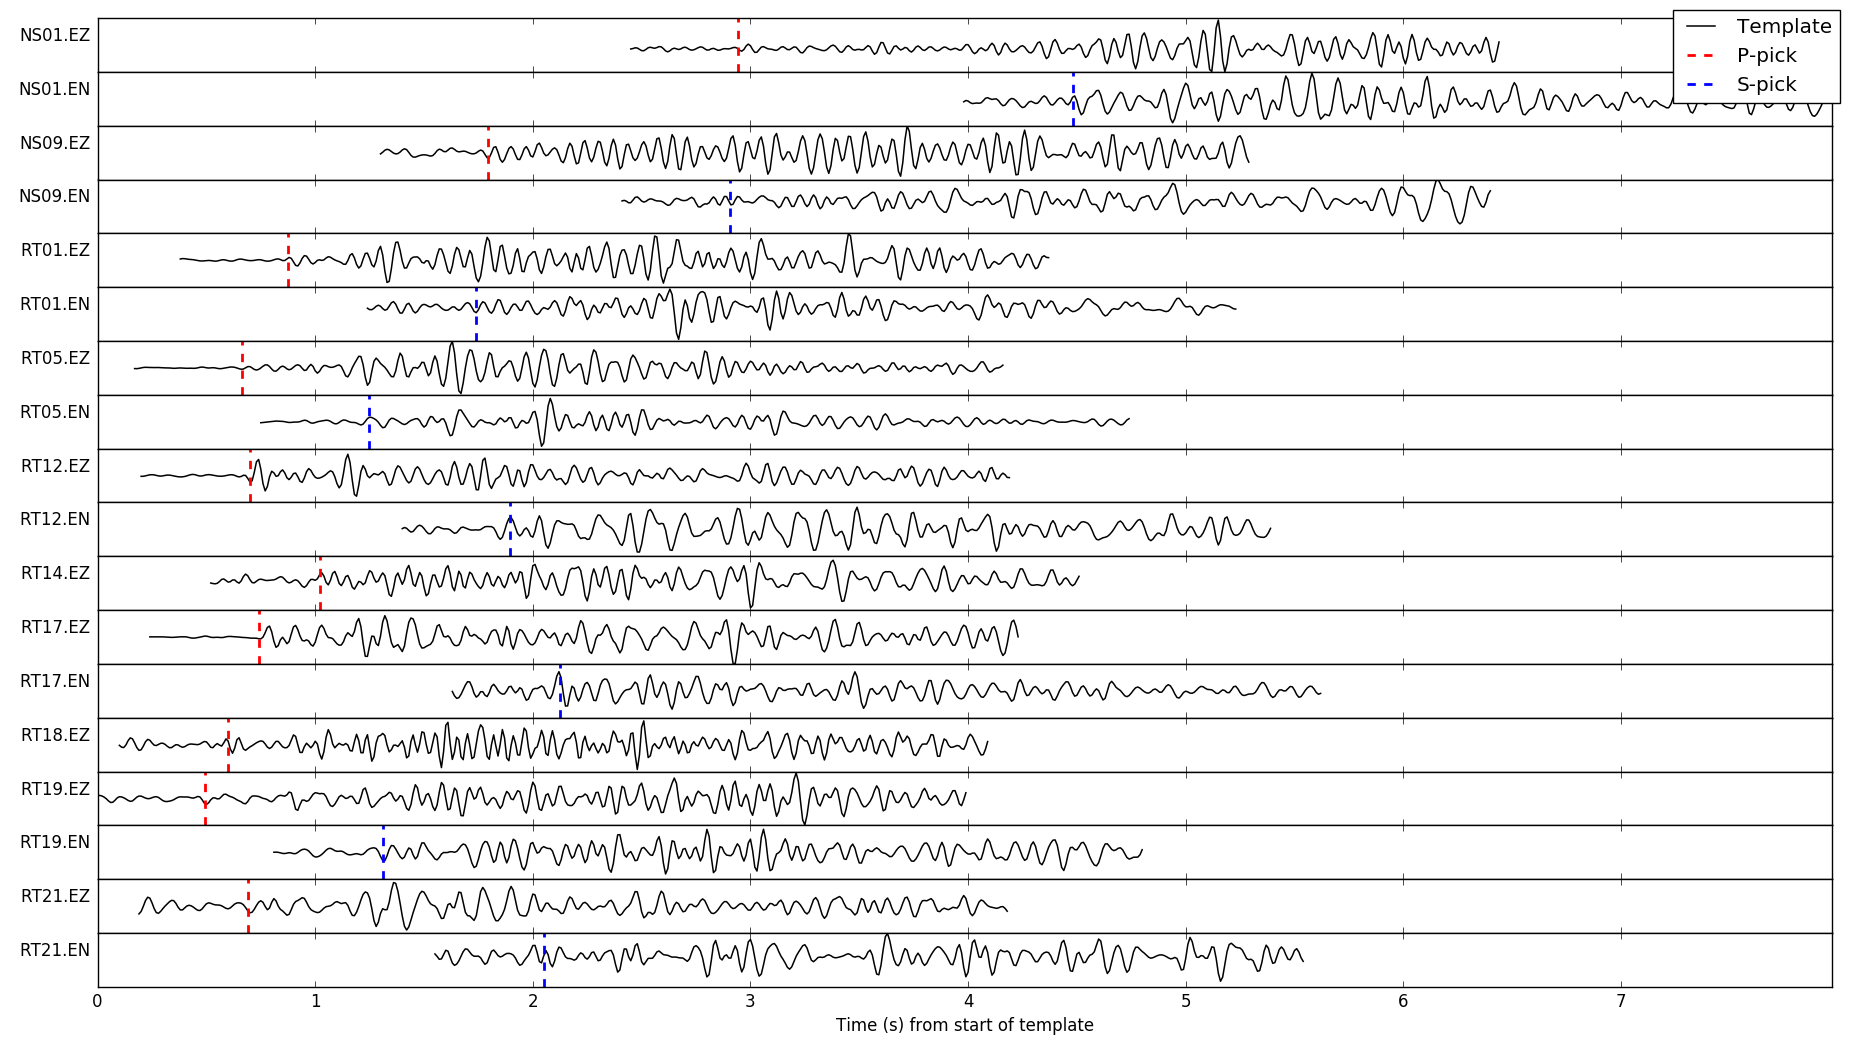 NS01.EZ
Template
P-pick
S-pick
NS01.EN
NS09.EZ
NS09.EN
RT01.EZ
RT01.EN
RT05.EZ
RT05.EN
RT12.EZ
RT12.EN
RT14.EZ
RT17.EZ
RT17.EN
RT18.EZ
RT19.EZ
RT19.EN
RT21.EZ
RT21.EN
0 1 2 3 4 5 6 7
Time (s) from start of template